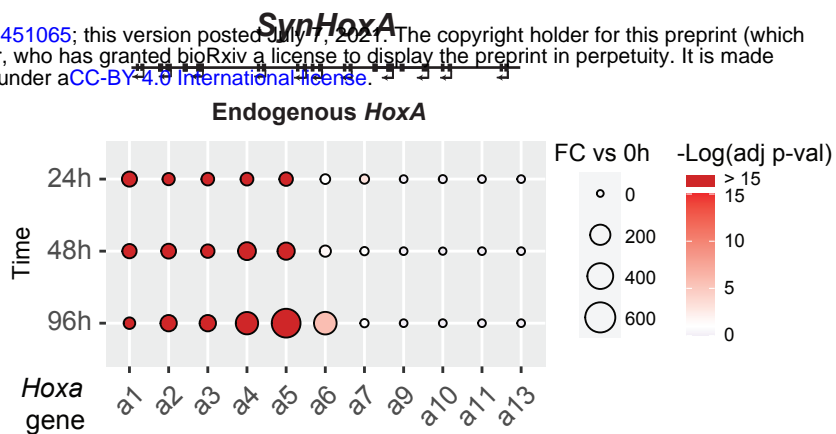 SynHoxA
451065; this version posted July 7, 2021. The copyright holder for this preprint (which
r, who has granted bioRxiv a license to display the preprint in perpetuity. It is made
under aCC-BY 4.0 International license.
Endogenous HoxA
FC vs 0h
0
200
400
600
-Log(adj p-val)
> 15
15
10
5
0
Time
24h
48h
96h
Hoxa
gene
a1 a2 a3 a4 a5 a6 a7 a9 a10 a11 a13